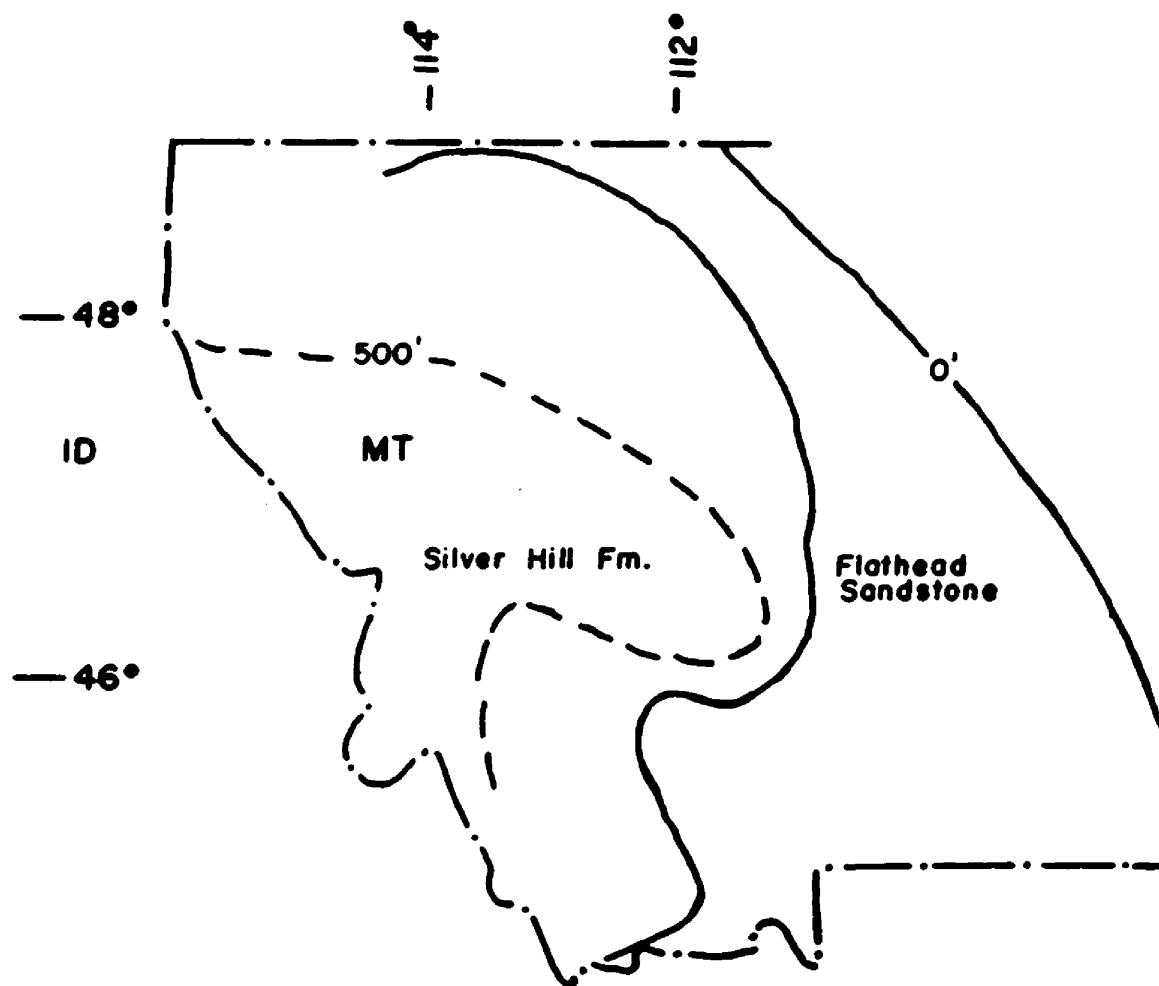 -114°
-112°
—48°
500'
0'
ID
MT
Silver Hill Fm.
Flathead
Sandstone
—46°